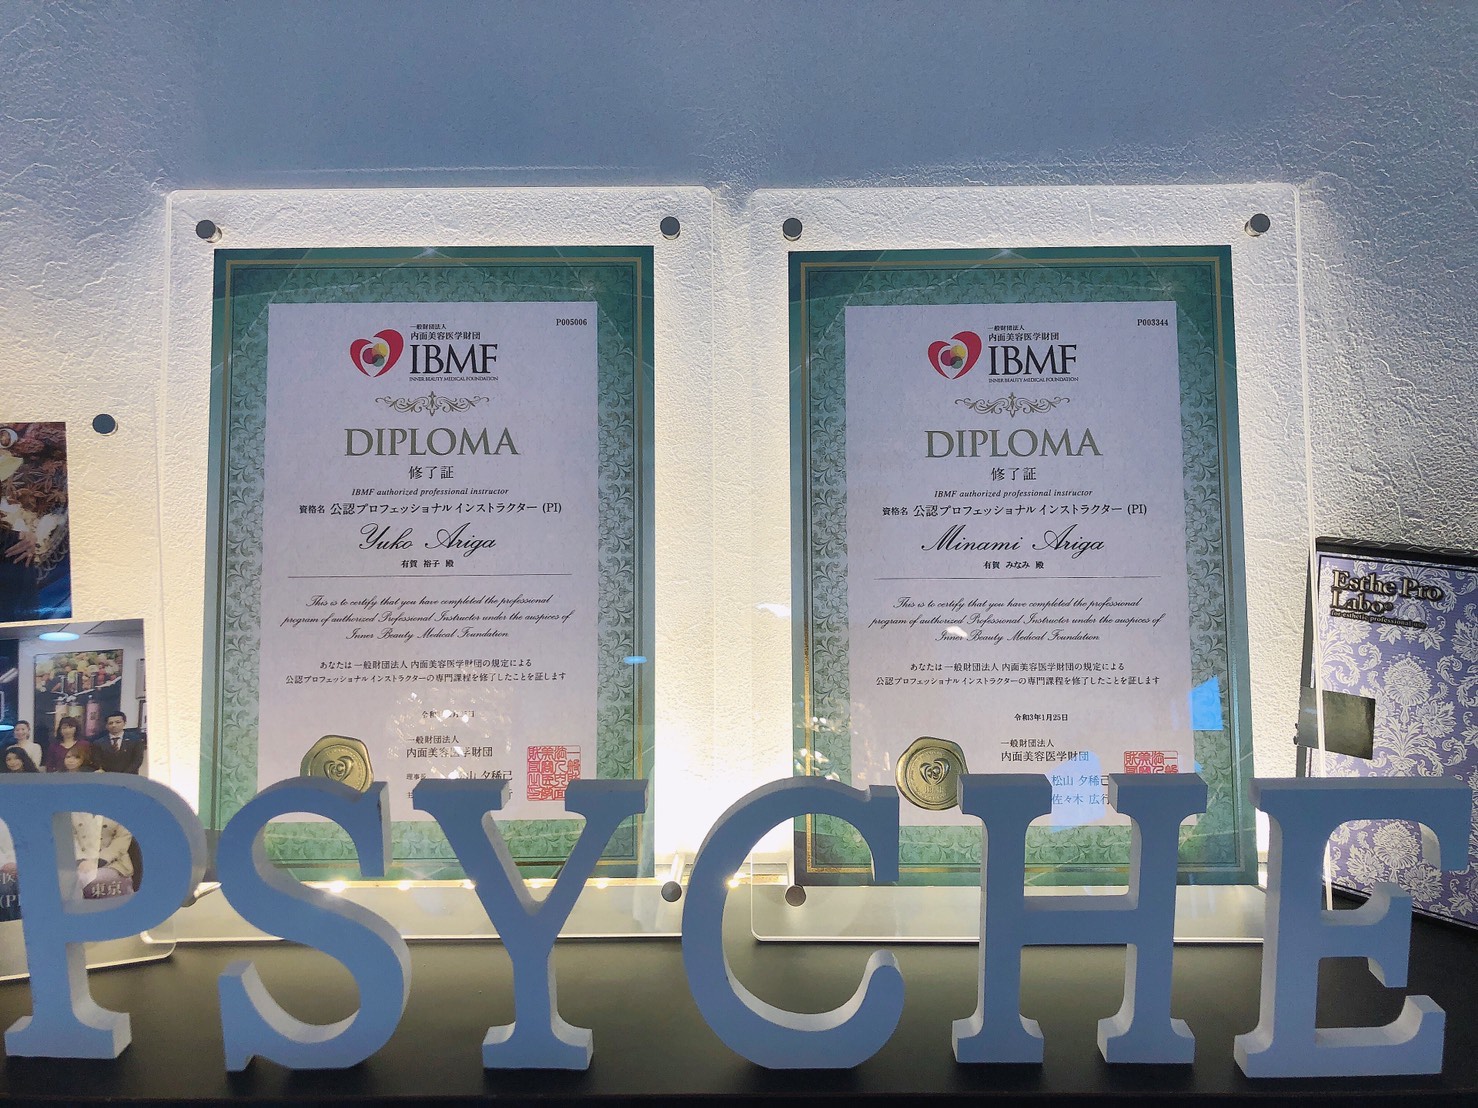 一般財団法人
内面美容医学財団
P005006
IBMF
INNER BEAUTY MEDICAL FOUNDATION
DIPLOMA
修了証
IBMF authorized professional instructor
資格名 公認プロフェッショナルインストラクター (PI)
Yuko Ariga
有賀 裕子 殿
This is to certify that you have completed the professional
program of authorized Professional Instructor under the auspices of
Inner Beauty Medical Foundation
あなたは一般財団法人 内面美容医学財団の規定による
公認プロフェッショナルインストラクターの専門課程を修了したことを証します
一般財団法人
内面美容医学財団
山 夕稀己
一般財団法人
内面美容医学財団
P003344
IBMF
INNER BEAUTY MEDICAL FOUNDATION
DIPLOMA
修了証
IBMF authorized professional instructor
資格名 公認プロフェッショナルインストラクター (PI)
Minami Ariga
有賀 みなみ 殿
This is to certify that you have completed the professional
program of authorized Professional Instructor under the auspices of
Inner Beauty Medical Foundation
あなたは一般財団法人 内面美容医学財団の規定による
公認プロフェッショナルインストラクターの専門課程を修了したことを証します
令和3年1月25日
一般財団法人
内面美容医学財団
松山 夕稀己
佐々木 広行
Esthe Pro
Labo
for esthetic professional use
東京
PSYCHE